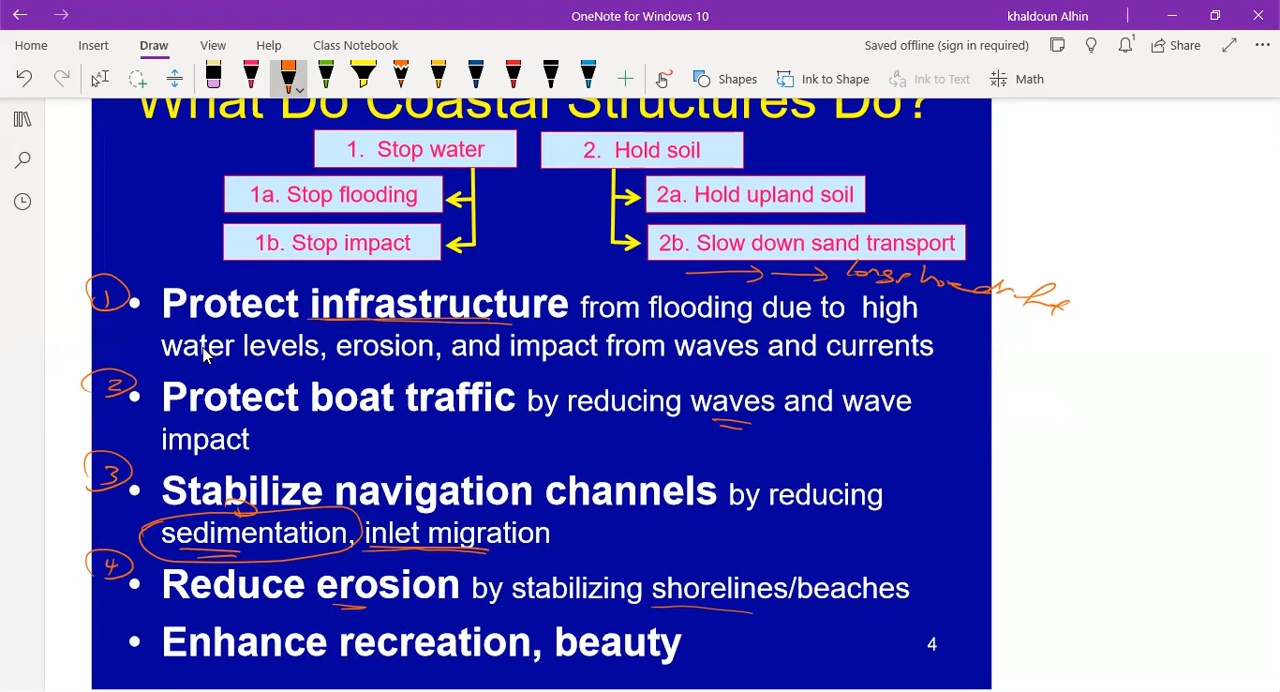 OneNote for Windows 10
khaldoun Alhin
Home Insert Draw View Help Class Notebook
Saved offline (sign in required) 1 Share
Shapes Ink to Shape Ink to Text Math
What Do Coastal Structures Do?
1. Stop water
2. Hold soil
1a. Stop flooding
2a. Hold upland soil
1b. Stop impact
2b. Slow down sand transport
1
• Protect infrastructure from flooding due to high
water levels, erosion, and impact from waves and currents
2
• Protect boat traffic by reducing waves and wave
impact
3
• Stabilize navigation channels by reducing
sedimentation, inlet migration
4
• Reduce erosion by stabilizing shorelines/beaches
• Enhance recreation, beauty
4